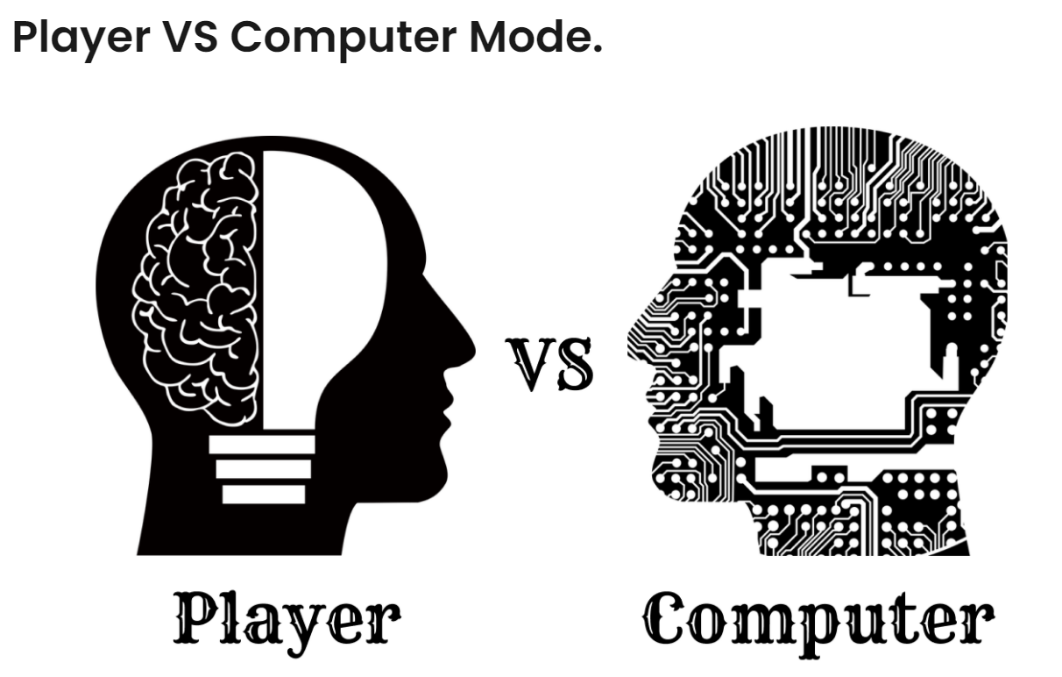 Player VS Computer Mode.
VS
Player
Computer